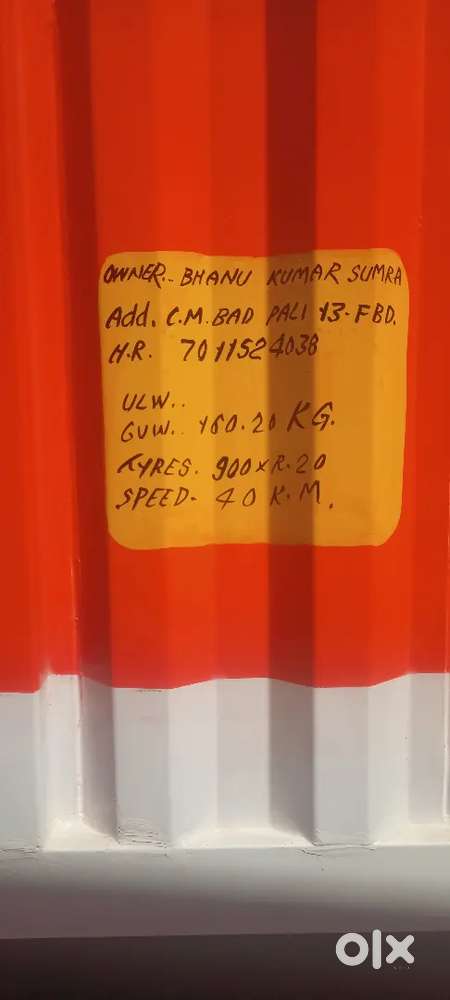 OWNER.. BHANU KUMAR SUMRA
Add. C.M. BAD PALI 13-FBD.
H.R. 7011524038
ULW..
GVW.. 160.20 KG.
TYRES. 900XR.20
SPEED- 40 K.M.
olx